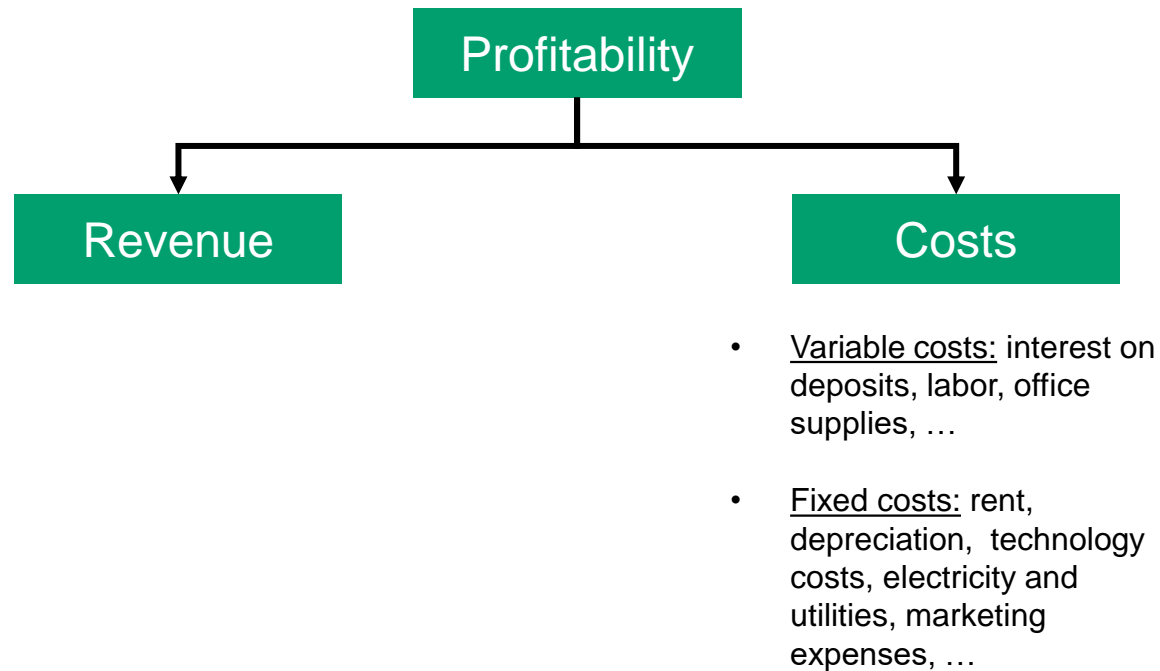 Profitability
Revenue
Costs
• Variable costs: interest on
deposits, labor, office
supplies, …
• Fixed costs: rent,
depreciation,  technology
costs, electricity and
utilities, marketing
expenses, …